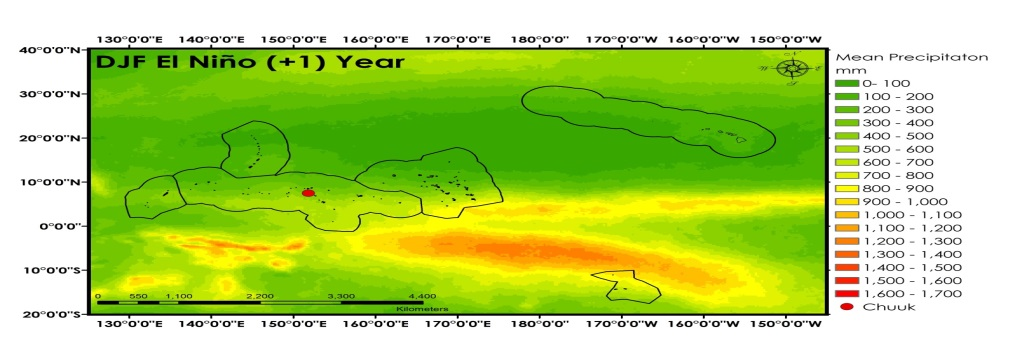 130°0'0"E 140°0'0"E 150°0'0"E 160°0'0"E 170°0'0"E 180°0'0" 170°0'0"W 160°0'0"W 150°0'0"W
40°0'0"N
DJF El Niño (+1) Year
30°0'0"N
20°0'0"N
10°0'0"N
0°0'0"
10°0'0"S
20°0'0"S
0 550 1,100 2,200 3,300 4,400
Kilometers
130°0'0"E 140°0'0"E 150°0'0"E 160°0'0"E 170°0'0"E 180°0'0" 170°0'0"W 160°0'0"W 150°0'0"W
Mean Precipitaton
mm
0- 100
100 - 200
200 - 300
300 - 400
400 - 500
500 - 600
600 - 700
700 - 800
800 - 900
900 - 1,000
1,000 - 1,100
1,100 - 1,200
1,200 - 1,300
1,300 - 1,400
1,400 - 1,500
1,500 - 1,600
1,600 - 1,700
Chuuk